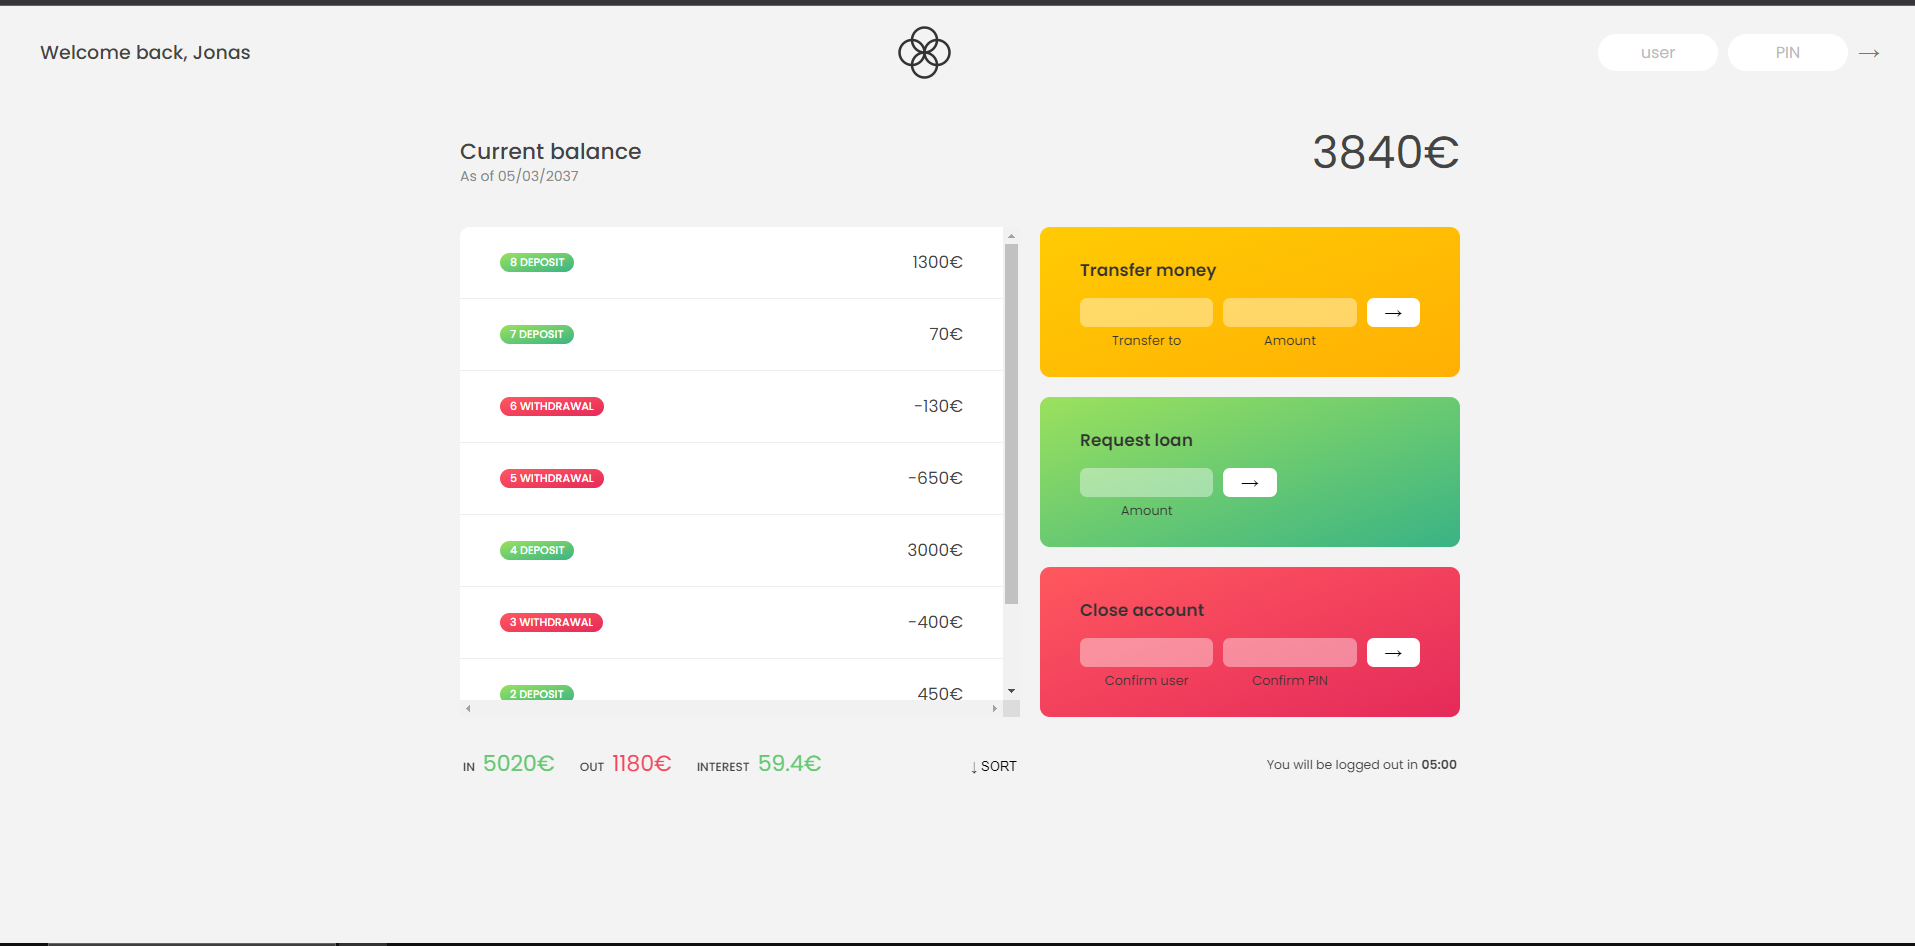 Welcome back, Jonas
user PIN →
Current balance 3840€
As of 05/03/2037
8 DEPOSIT 1300€
7 DEPOSIT 70€
6 WITHDRAWAL -130€
5 WITHDRAWAL -650€
4 DEPOSIT 3000€
3 WITHDRAWAL -400€
2 DEPOSIT 450€
Transfer money
→
Transfer to Amount
Request loan
→
Amount
Close account
→
Confirm user Confirm PIN
IN 5020€ OUT 1180€ INTEREST 59.4€ ↓ SORT
You will be logged out in 05:00